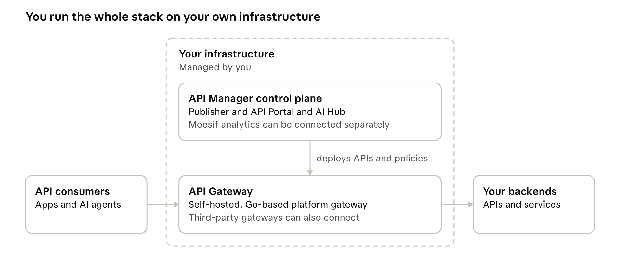 You run the whole stack on your own infrastructure
Your infrastructure
Managed by you
API Manager control plane
Publisher and API Portal and AI Hub
Moesif analytics can be connected separately
deploys APIs and policies
API consumers
Apps and AI agents
API Gateway
Self-hosted. Go-based platform gateway
Third-party gateways can also connect
Your backends
APIs and services